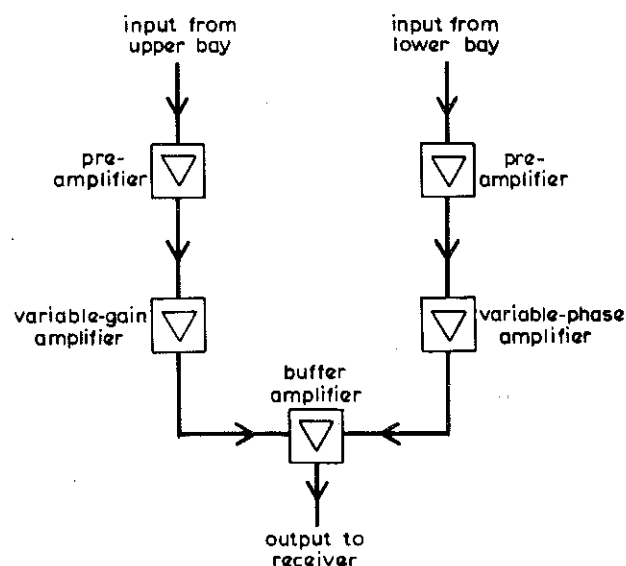 input from
upper bay
input from
lower bay
pre-
amplifier
pre-
amplifier
variable-gain
amplifier
variable-phase
amplifier
buffer
amplifier
output to
receiver